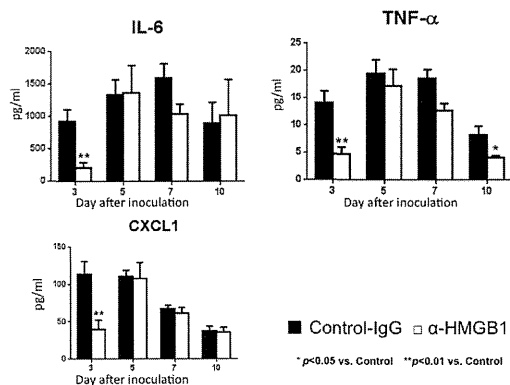 IL-6
2000
1500
1000
500
0
pg/ml
**
3 5 7 10
Day after inoculation
TNF-α
25
20
15
10
5
0
pg/ml
**
*
3 5 7 10
Day after inoculation
CXCL1
150
100
50
0
pg/ml
**
3 5 7 10
Day after inoculation
Control-IgG α-HMGB1
* p<0.05 vs. Control **p<0.01 vs. Control